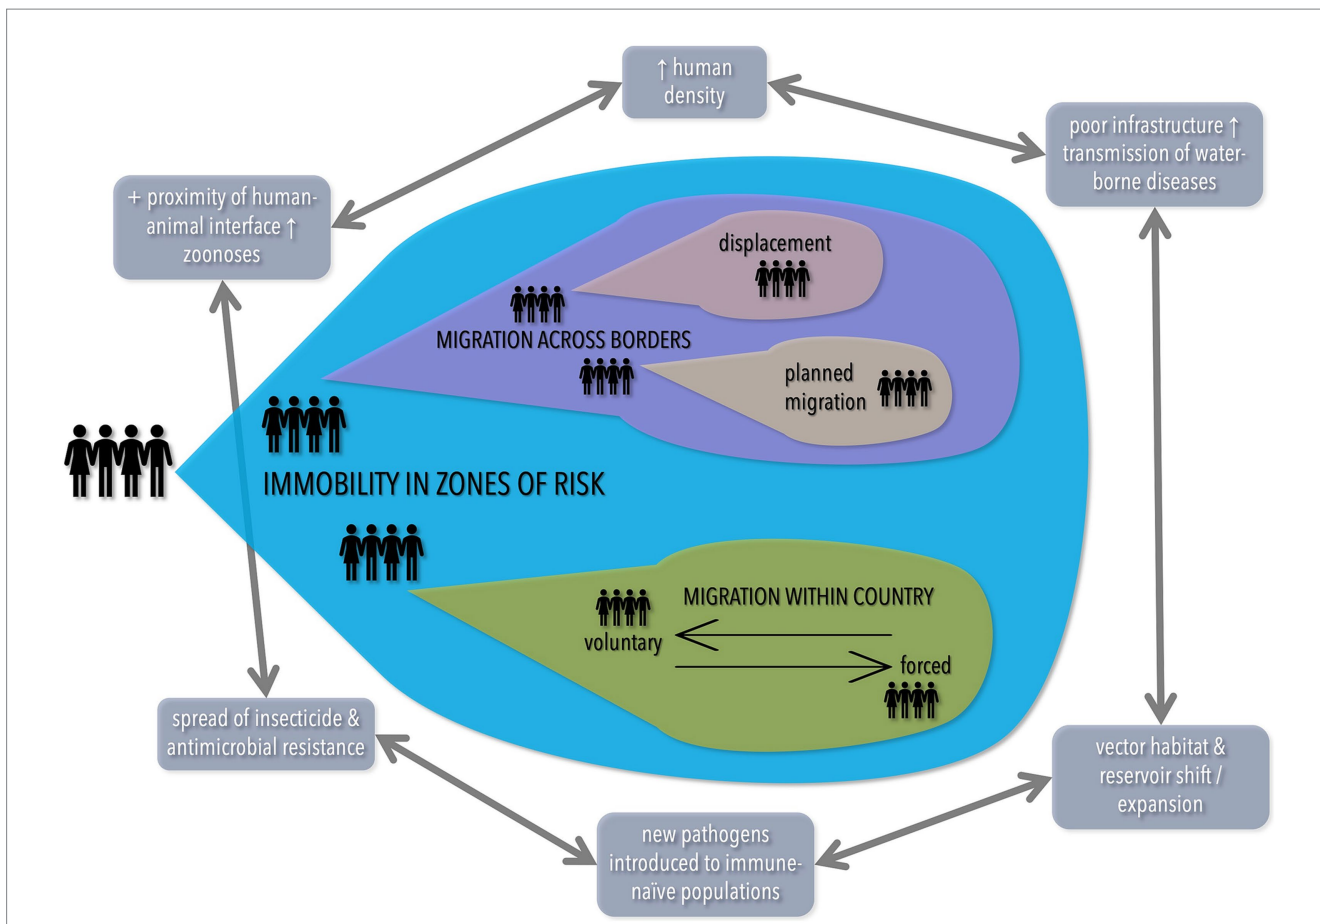 ↑ human
density
poor infrastructure ↑
transmission of water-
borne diseases
+ proximity of human-
animal interface ↑
zoonoses
displacement
MIGRATION ACROSS BORDERS
planned
migration
IMMOBILITY IN ZONES OF RISK
MIGRATION WITHIN COUNTRY
voluntary
forced
spread of insecticide &
antimicrobial resistance
vector habitat &
reservoir shift /
expansion
new pathogens
introduced to immune-
naïve populations